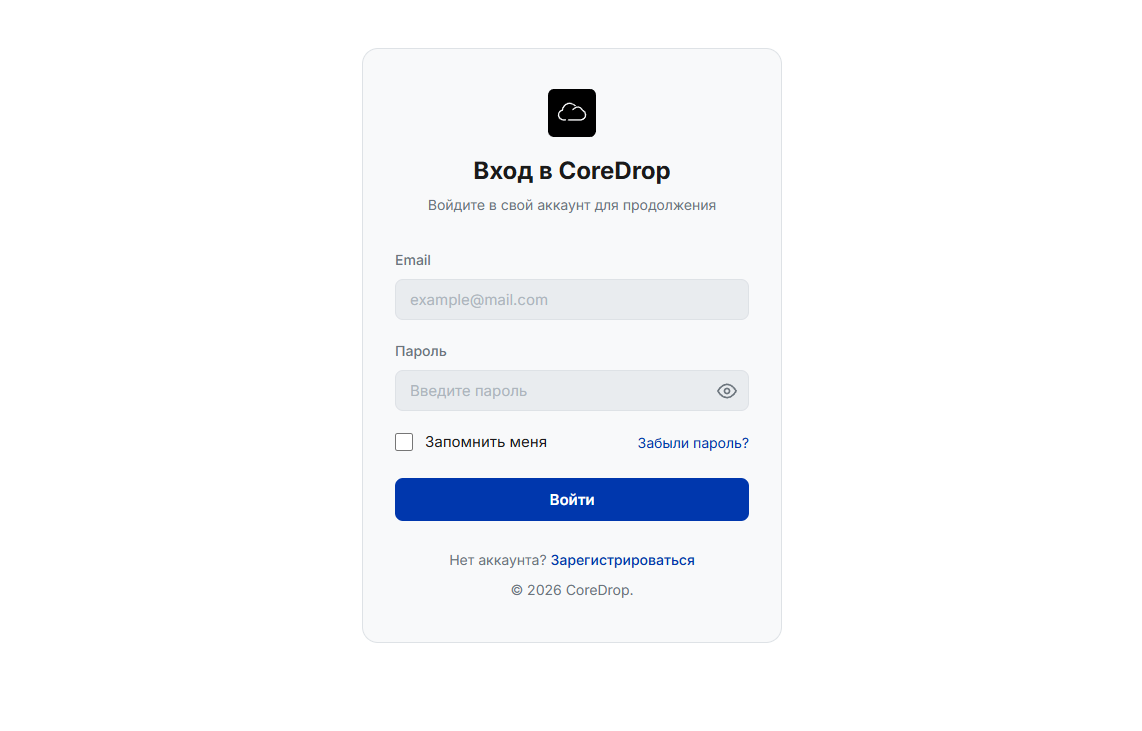 Вход в CoreDrop
Войдите в свой аккаунт для продолжения
Email
example@mail.com
Пароль
Введите пароль
Запомнить меня
Забыли пароль?
Войти
Нет аккаунта? Зарегистрироваться
© 2026 CoreDrop.